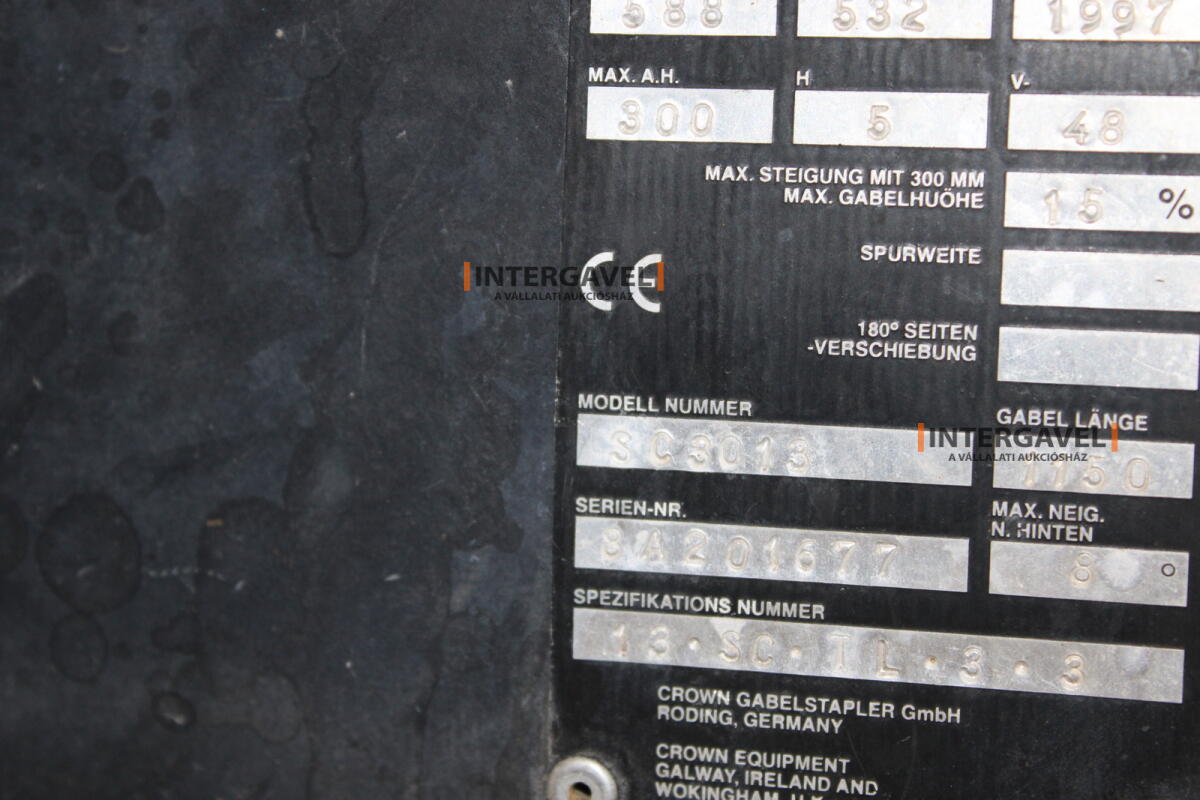 588 532 1997
MAX. A.H. H V-
300 5 48
MAX. STEIGUNG MIT 300 MM
MAX. GABELHUÖHE
15 %
SPURWEITE
CE
INTERGAVEL
A VÁLLALATI AUKCIÓSHÁZ
180° SEITEN
-VERSCHIEBUNG
MODELL NUMMER GABEL LÄNGE
SC3013 1150
INTERGAVEL
A VÁLLALATI AUKCIÓSHÁZ
SERIEN-NR. MAX. NEIG.
N. HINTEN
8A201677 8 °
SPEZIFIKATIONS NUMMER
13·SC·TL·3·3
CROWN GABELSTAPLER GmbH
RODING, GERMANY
CROWN EQUIPMENT
GALWAY, IRELAND AND
WOKINGHAM, U.K.